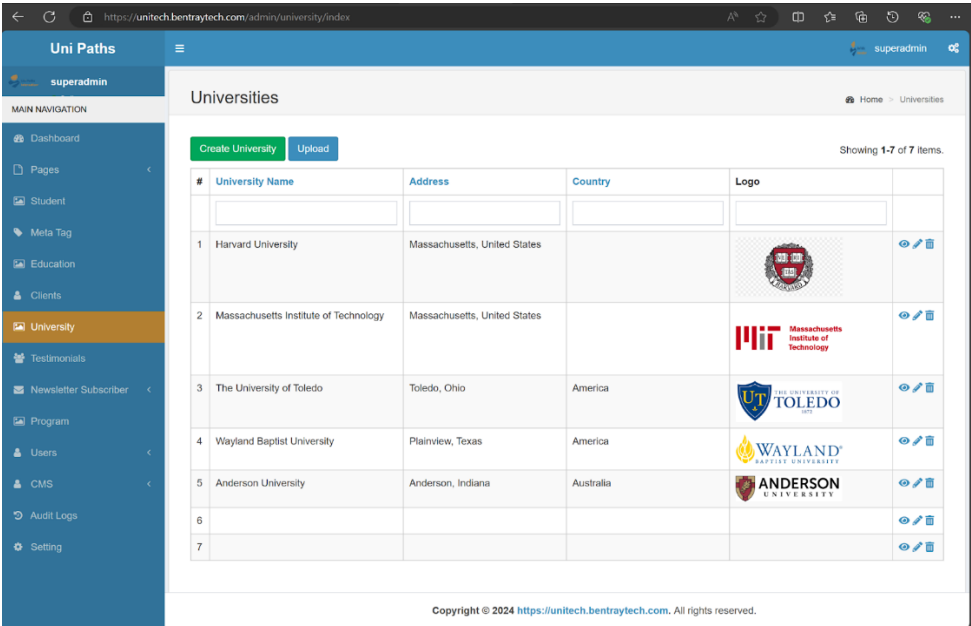 https://unitech.bentraytech.com/admin/university/index
Uni Paths
superadmin
superadmin
MAIN NAVIGATION
Dashboard
Pages
Student
Meta Tag
Education
Clients
University
Testimonials
Newsletter Subscriber
Program
Users
CMS
Audit Logs
Setting
Universities
Home > Universities
Create University Upload
Showing 1-7 of 7 items.
# University Name Address Country Logo
1 Harvard University Massachusetts, United States
HARVARD
2 Massachusetts Institute of Technology Massachusetts, United States
Massachusetts
Institute of
Technology
3 The University of Toledo Toledo, Ohio America
UT THE UNIVERSITY OF
TOLEDO
1872
4 Wayland Baptist University Plainview, Texas America
WAYLAND
BAPTIST UNIVERSITY
5 Anderson University Anderson, Indiana Australia
ANDERSON
UNIVERSITY
6
7
Copyright © 2024 https://unitech.bentraytech.com. All rights reserved.